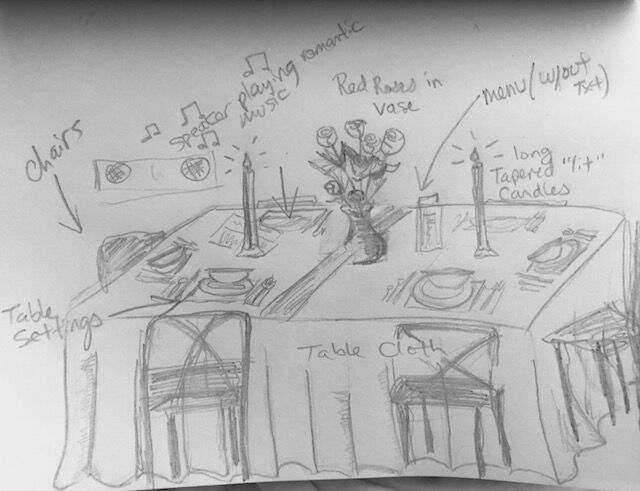 Chairs
speaker playing romantic
music
Red Roses in
Vase
menu (w/out
Txt)
- long
Tapered "lit"
Candles
Table
Settings
Table Cloth